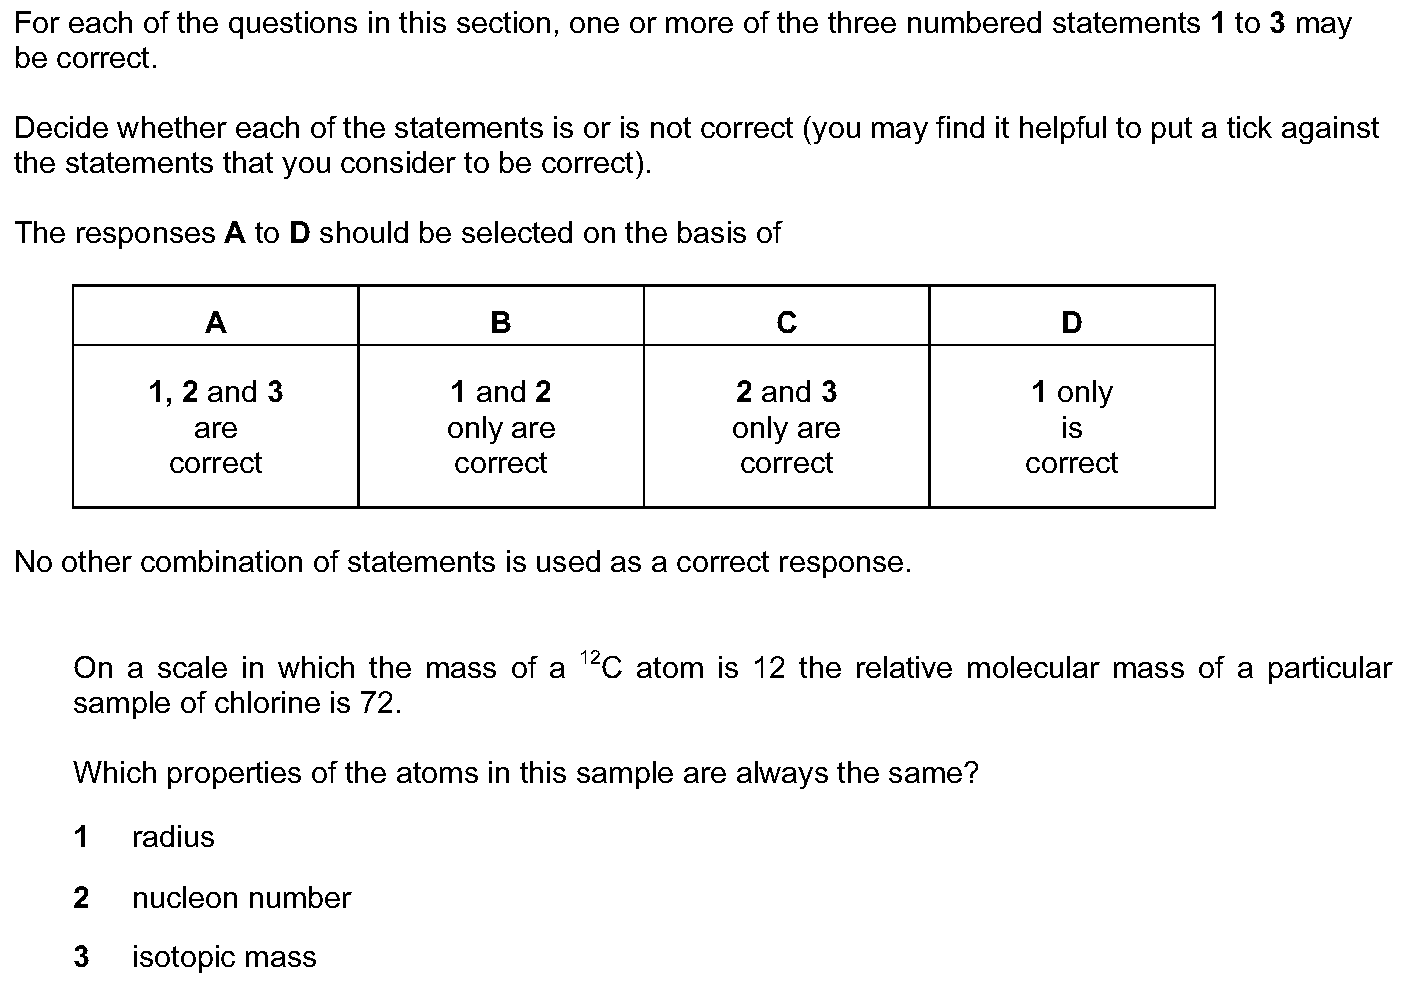 For each of the questions in this section, one or more of the three numbered statements 1 to 3 may
be correct.
Decide whether each of the statements is or is not correct (you may find it helpful to put a tick against
the statements that you consider to be correct).
The responses A to D should be selected on the basis of
A B C D
1, 2 and 3 1 and 2 2 and 3 1 only
are only are only are is
correct correct correct correct
No other combination of statements is used as a correct response.
On a scale in which the mass of a ¹²C atom is 12 the relative molecular mass of a particular
sample of chlorine is 72.
Which properties of the atoms in this sample are always the same?
1 radius
2 nucleon number
3 isotopic mass